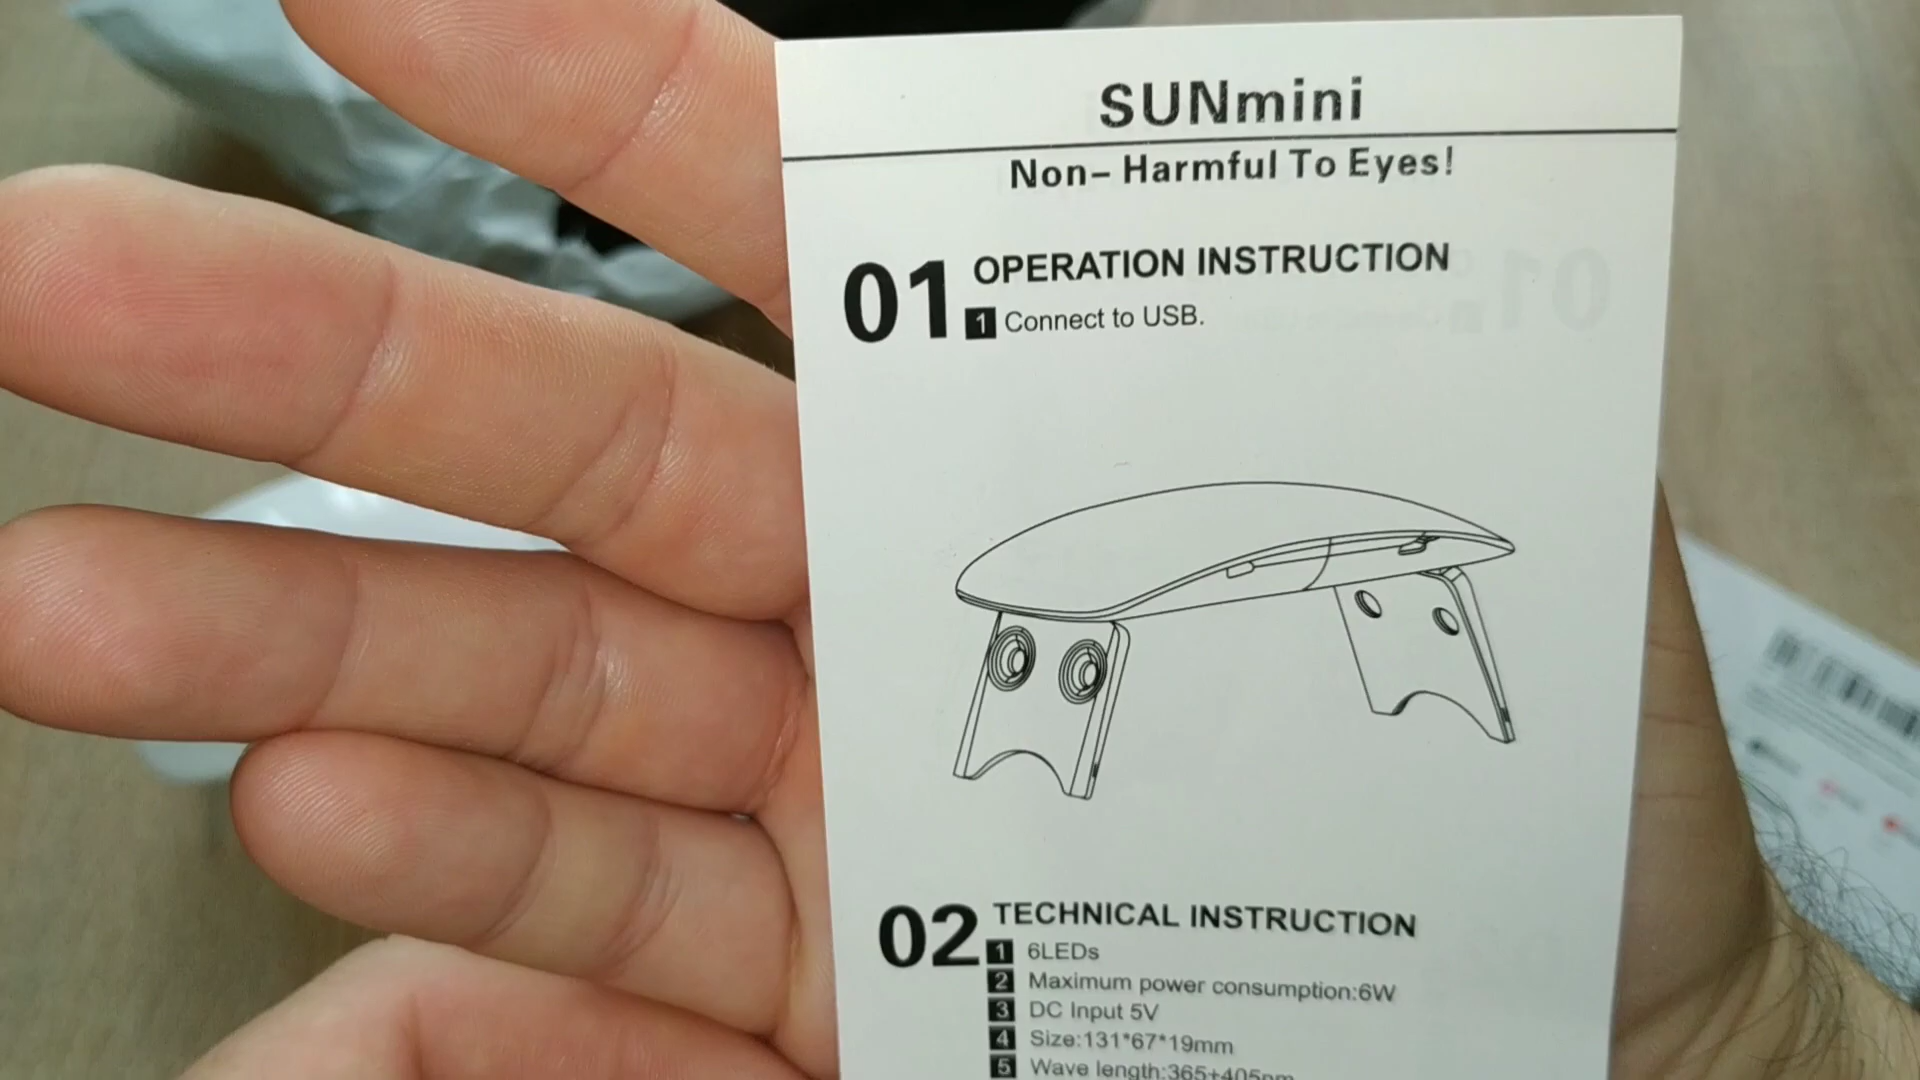 SUNmini
Non- Harmful To Eyes!
01 OPERATION INSTRUCTION
1 Connect to USB.
02 TECHNICAL INSTRUCTION
1 6LEDs
2 Maximum power consumption:6W
3 DC Input 5V
4 Size:131*67*19mm
5 Wave length:365+405nm